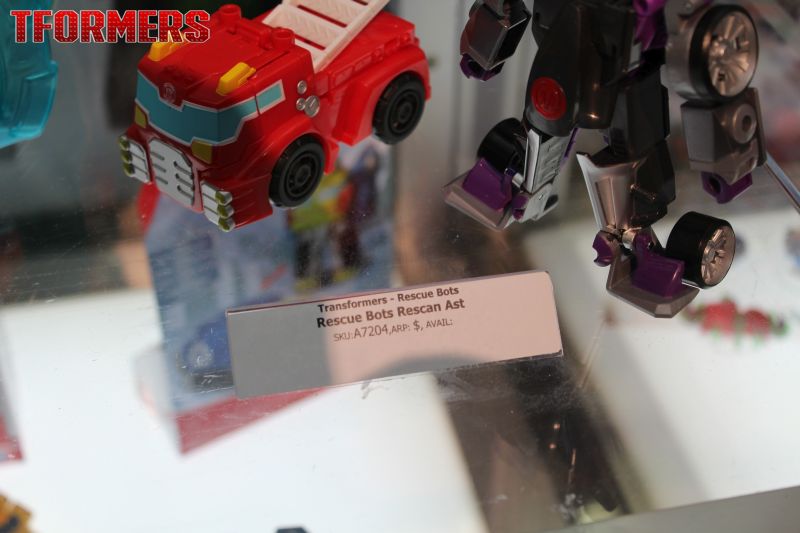 TFORMERS
Transformers - Rescue Bots
Rescue Bots Rescan Ast
SKU:A7204,ARP: $, AVAIL: